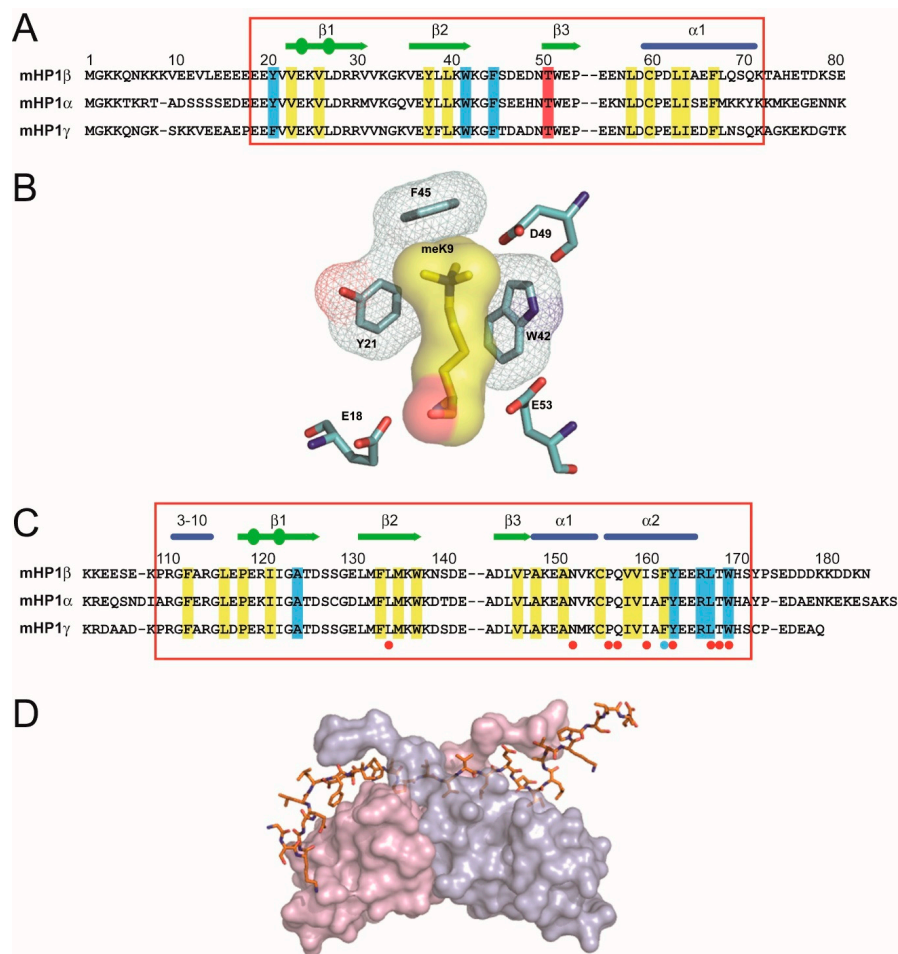 A
β1 β2 β3 α1
1 10 20 30 40 50 60 70 80
mHP1β MGKKQNKKKVEEVLEEEEEEYVVEKVLDRRVVKGKVEYLLKWKGFSDEDNTWEP--EENLDCPDLIAEFLQSQKTAHETDKSE
mHP1α MGKKTKRT-ADSSSSEDEEEYVVEKVLDRRMVKGQVEYLLKWKGFSEEHNTWEP--EKNLDCPELISEFMKKYKKMKEGENNK
mHP1γ MGKKQNGK-SKKVEEAEPEEFVVEKVLDRRVVNGKVEYLLKWKGFTDADNTWEP--EENLDCPELIEDFLNSQKAGKEKDGTK
B
F45
D49
meK9
Y21
W42
E53
E18
C
3-10 β1 β2 β3 α1 α2
110 120 130 140 150 160 170 180
mHP1β KKEESE-KPRGFARGLEPERIIGATDSSGELMFLMKWKNSDE--ADLVPAKEANVKCPQVVISFYEERLTWHSYPSEDDDKKDDKN
mHP1α KREQSNDIARGFERGLEPEKIIGATDSCGDLMFLMKWKDTDE--ADLVLAKEANVKCPQIVIAFYEERLTWHAYP-EDAENKEKESAKS
mHP1γ KRDAAD-KPRGFARGLDPERIIGATDSSGELMFLMKWKDSDE--ADLVLAKEANMKCPQIVIAFYEERLTWHSCP-EDEAQ
D